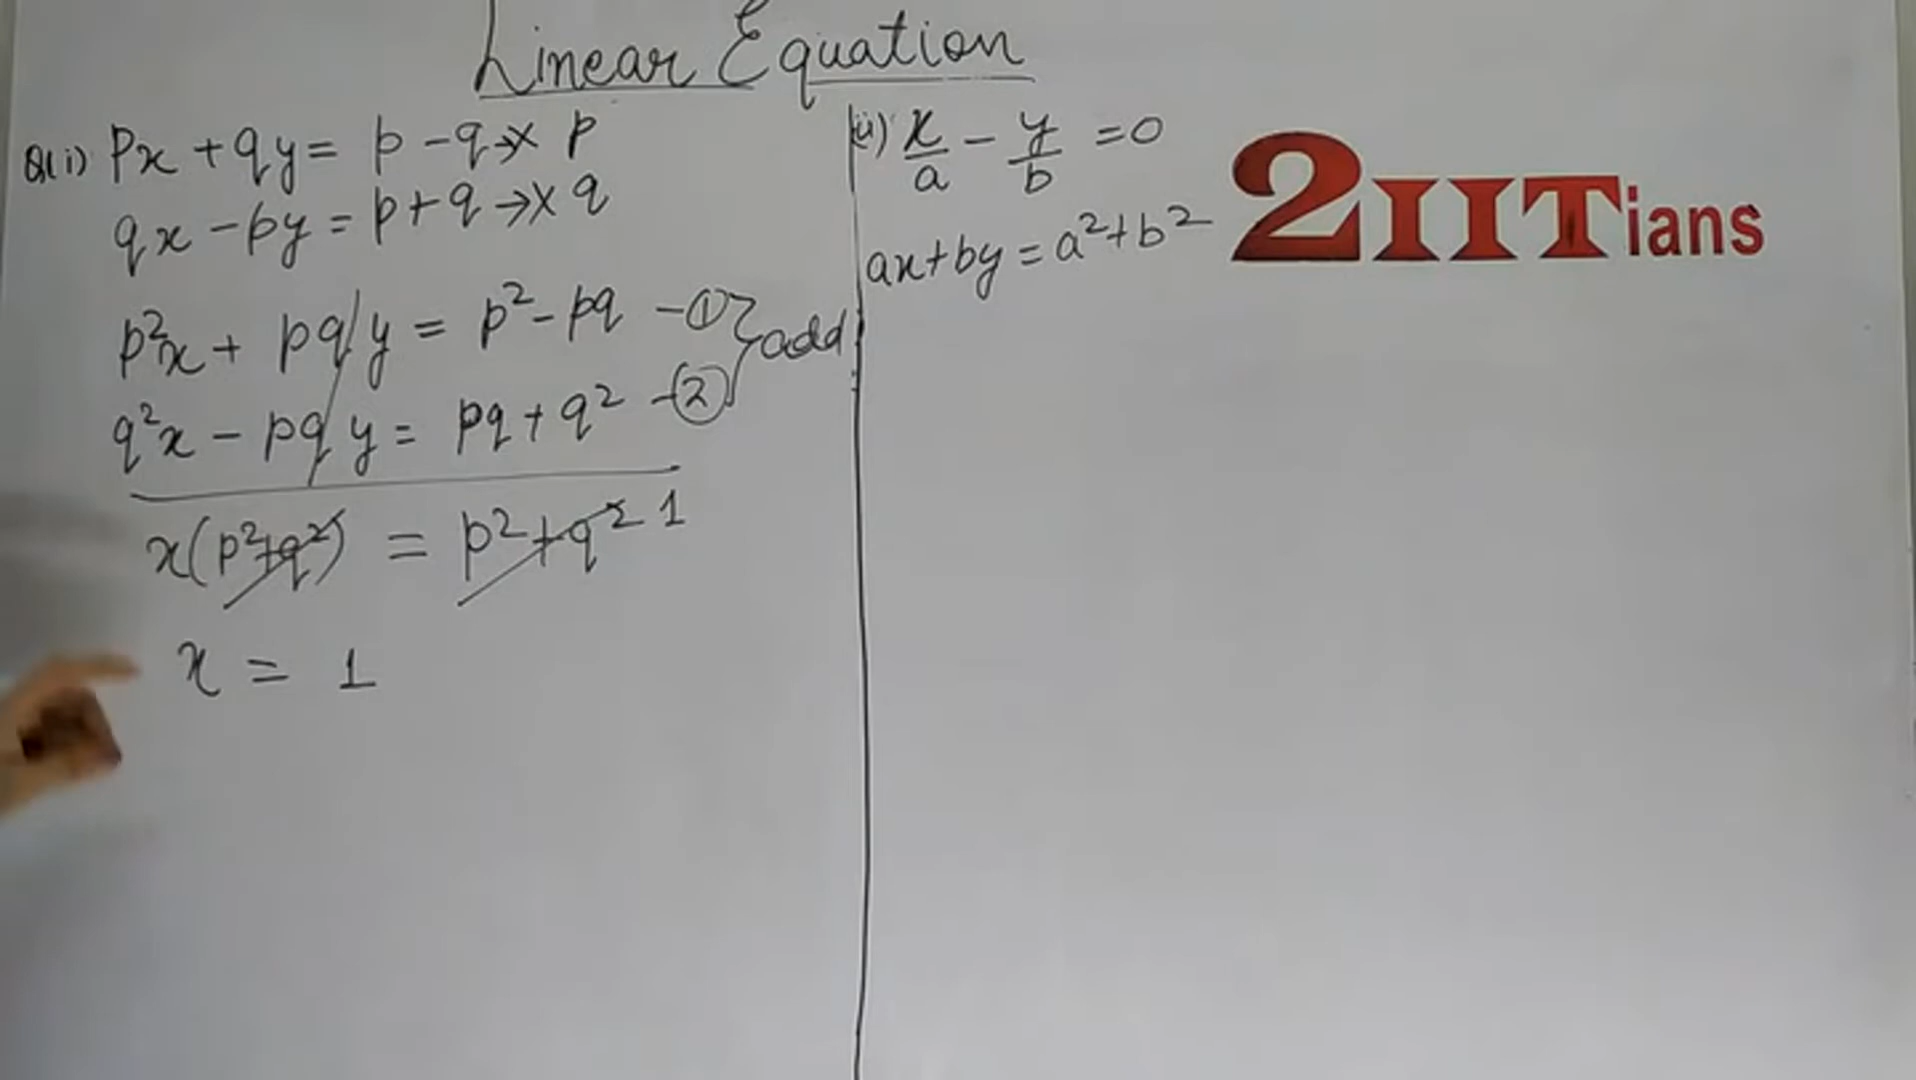 Linear Equation
Q(i) px + qy = p - q → x p
qx - py = p + q → x q
p²x + pqy = p² - pq - ①
q²x - pqy = pq + q² - ②
add
x(p²+q²) = p²+q² 1
x = 1
(ii) x/a - y/b = 0
ax+by = a²+b²
2IITians